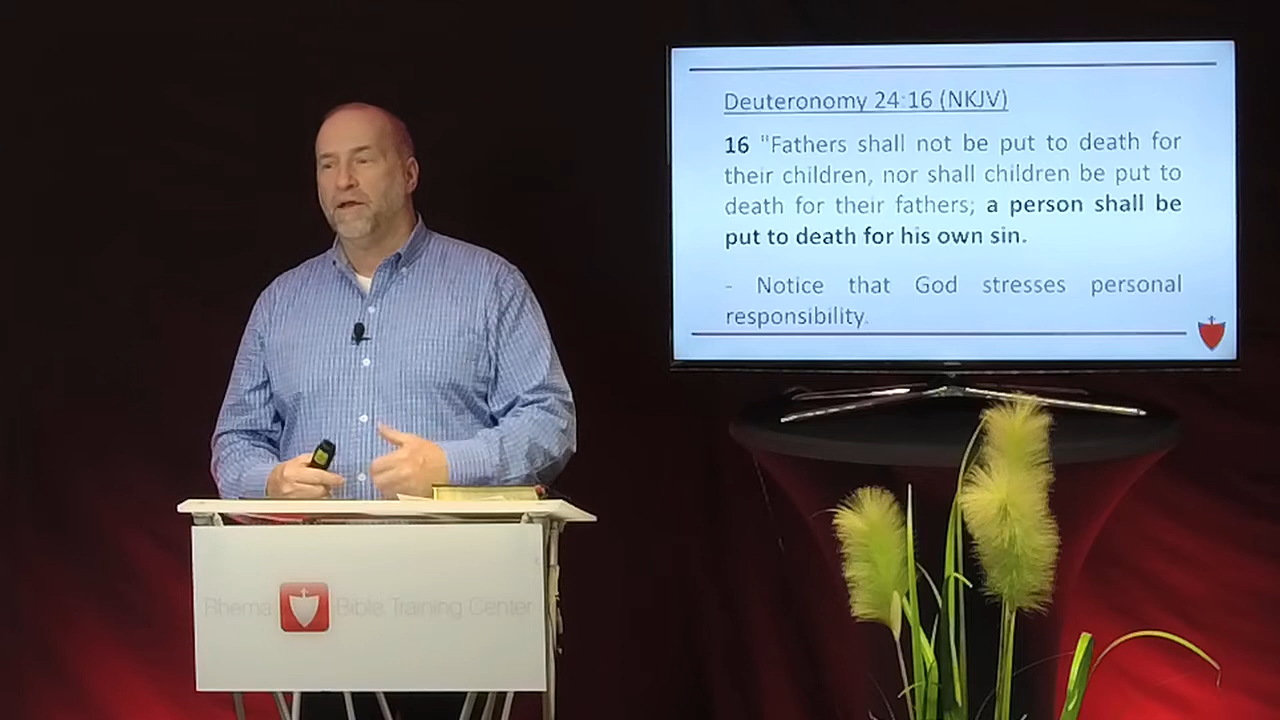 Deuteronomy 24:16 (NKJV)
16 "Fathers shall not be put to death for
their children, nor shall children be put to
death for their fathers; a person shall be
put to death for his own sin.
- Notice that God stresses personal
responsibility.
Rhema Bible Training Center